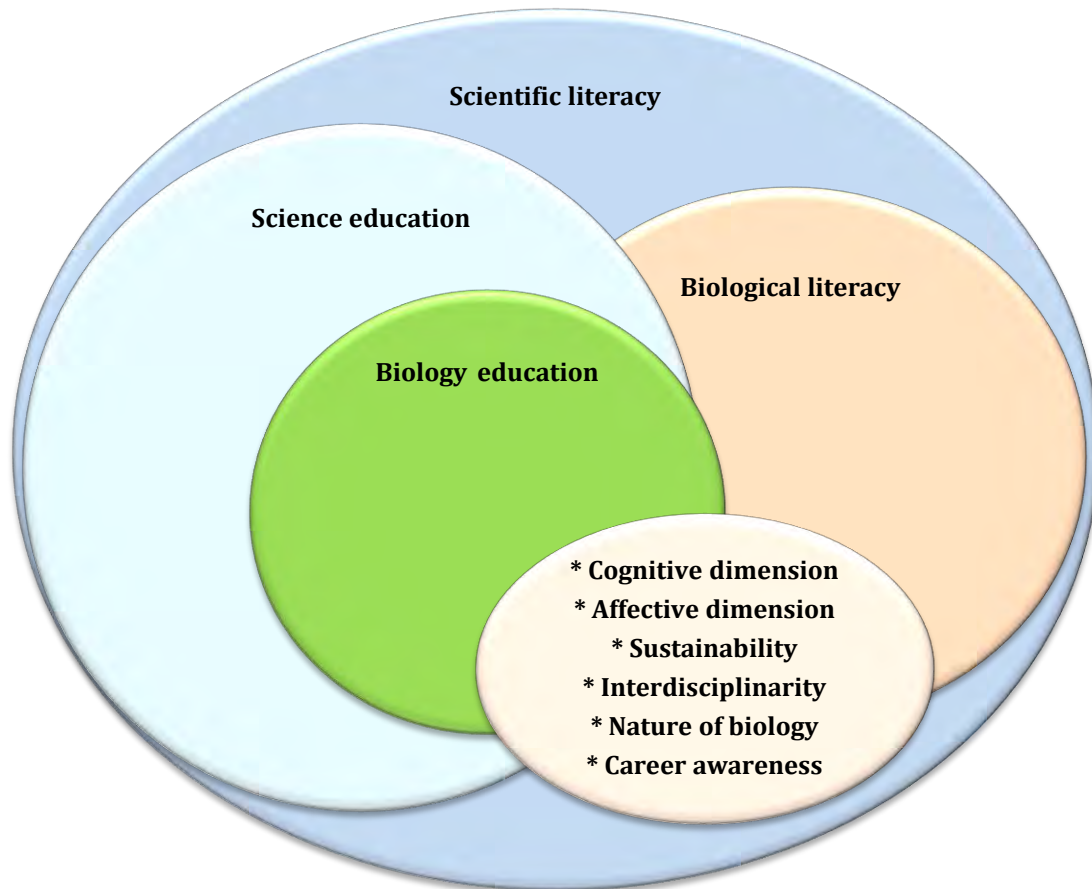 Scientific literacy
Science education
Biological literacy
Biology education
* Cognitive dimension
* Affective dimension
* Sustainability
* Interdisciplinarity
* Nature of biology
* Career awareness